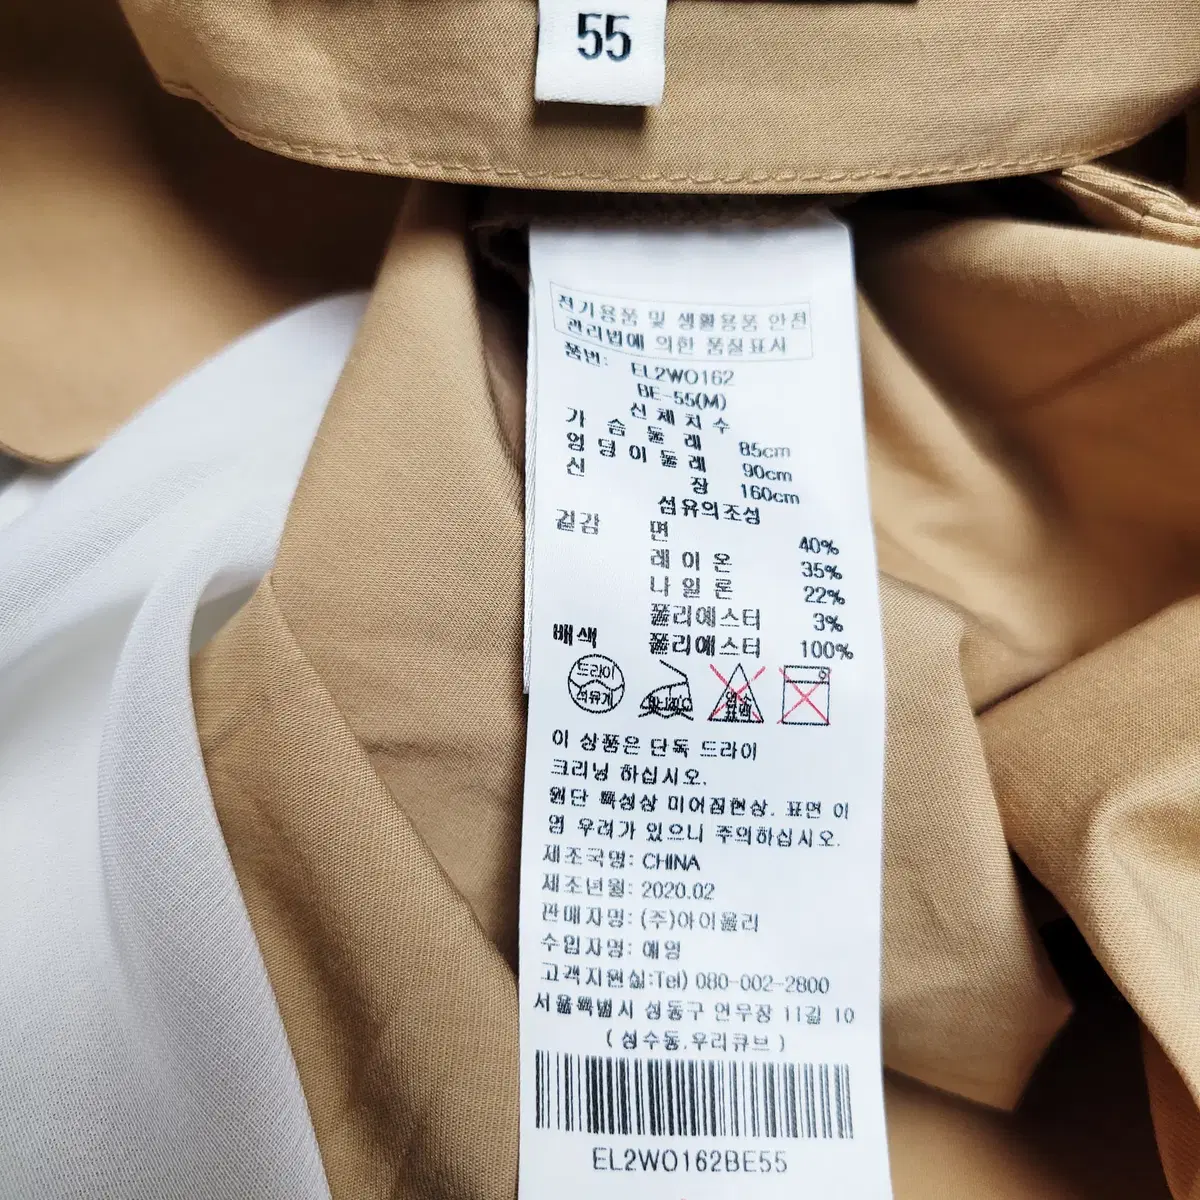 55
전기용품 및 생활용품 안전
관리법에 의한 품질표시
품번: EL2WO162
BE-55(M)
신체치수
가슴둘레 85cm
엉덩이둘레 90cm
신장 160cm
섬유의조성
겉감 면 40%
레이온 35%
나일론 22%
폴리에스터 3%
배색 폴리에스터 100%
드라이
석유계
염소
표백
이 상품은 단독 드라이
크리닝 하십시오.
원단 특성상 미어짐현상, 표면 이
염 우려가 있으니 주의하십시오.
제조국명: CHINA
제조년월: 2020.02
판매자명: (주)아이올리
수입자명: 예영
고객지원실:Tel) 080-002-2800
서울특별시 성동구 연무장 11길 10
(성수동,우리큐브)
EL2WO162BE55